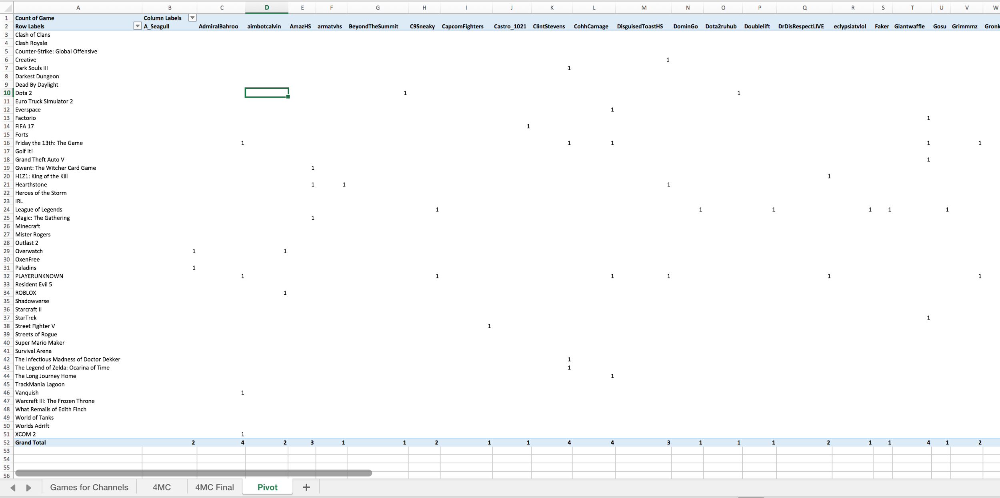 A B C D E F G H I J K L M N O P Q R S T U V W
1 Count of Game Column Labels
2 Row Labels A_Seagull AdmiralBahroo aimbotcalvin AmazHS armatvhs BeyondTheSummit C9Sneaky CapcomFighters Castro_1021 ClintStevens CohhCarnage DisguisedToastHS DominGo Dota2ruhub Doublelift DrDisRespectLIVE eclypsiatvlol Faker Giantwaffle Gosu Grimmmz Gronk
3 Clash of Clans
4 Clash Royale
5 Counter-Strike: Global Offensive
6 Creative 1
7 Dark Souls III 1
8 Darkest Dungeon
9 Dead By Daylight
10 Dota 2 1 1
11 Euro Truck Simulator 2
12 Everspace 1
13 Factorio 1
14 FIFA 17 1
15 Forts
16 Friday the 13th: The Game 1 1 1 1 1
17 Golf It!
18 Grand Theft Auto V 1
19 Gwent: The Witcher Card Game 1
20 H1Z1: King of the Kill 1
21 Hearthstone 1 1 1
22 Heroes of the Storm
23 IRL
24 League of Legends 1 1 1 1 1 1
25 Magic: The Gathering 1
26 Minecraft
27 Mister Rogers
28 Outlast 2
29 Overwatch 1 1
30 OxenFree
31 Paladins 1
32 PLAYERUNKNOWN 1 1 1 1 1 1
33 Resident Evil 5
34 ROBLOX 1
35 Shadowverse
36 Starcraft II
37 StarTrek 1
38 Street Fighter V 1
39 Streets of Rogue
40 Super Mario Maker
41 Survival Arena
42 The Infectious Madness of Doctor Dekker 1
43 The Legend of Zelda: Ocarina of Time 1
44 The Long Journey Home 1
45 TrackMania Lagoon
46 Vanquish 1
47 Warcraft III: The Frozen Throne
48 What Remails of Edith Finch
49 World of Tanks
50 Worlds Adrift
51 XCOM 2 1
52 Grand Total 2 4 2 3 1 1 2 1 1 4 4 3 1 1 1 2 1 1 4 1 2
53
54
55
56
Games for Channels 4MC 4MC Final Pivot +